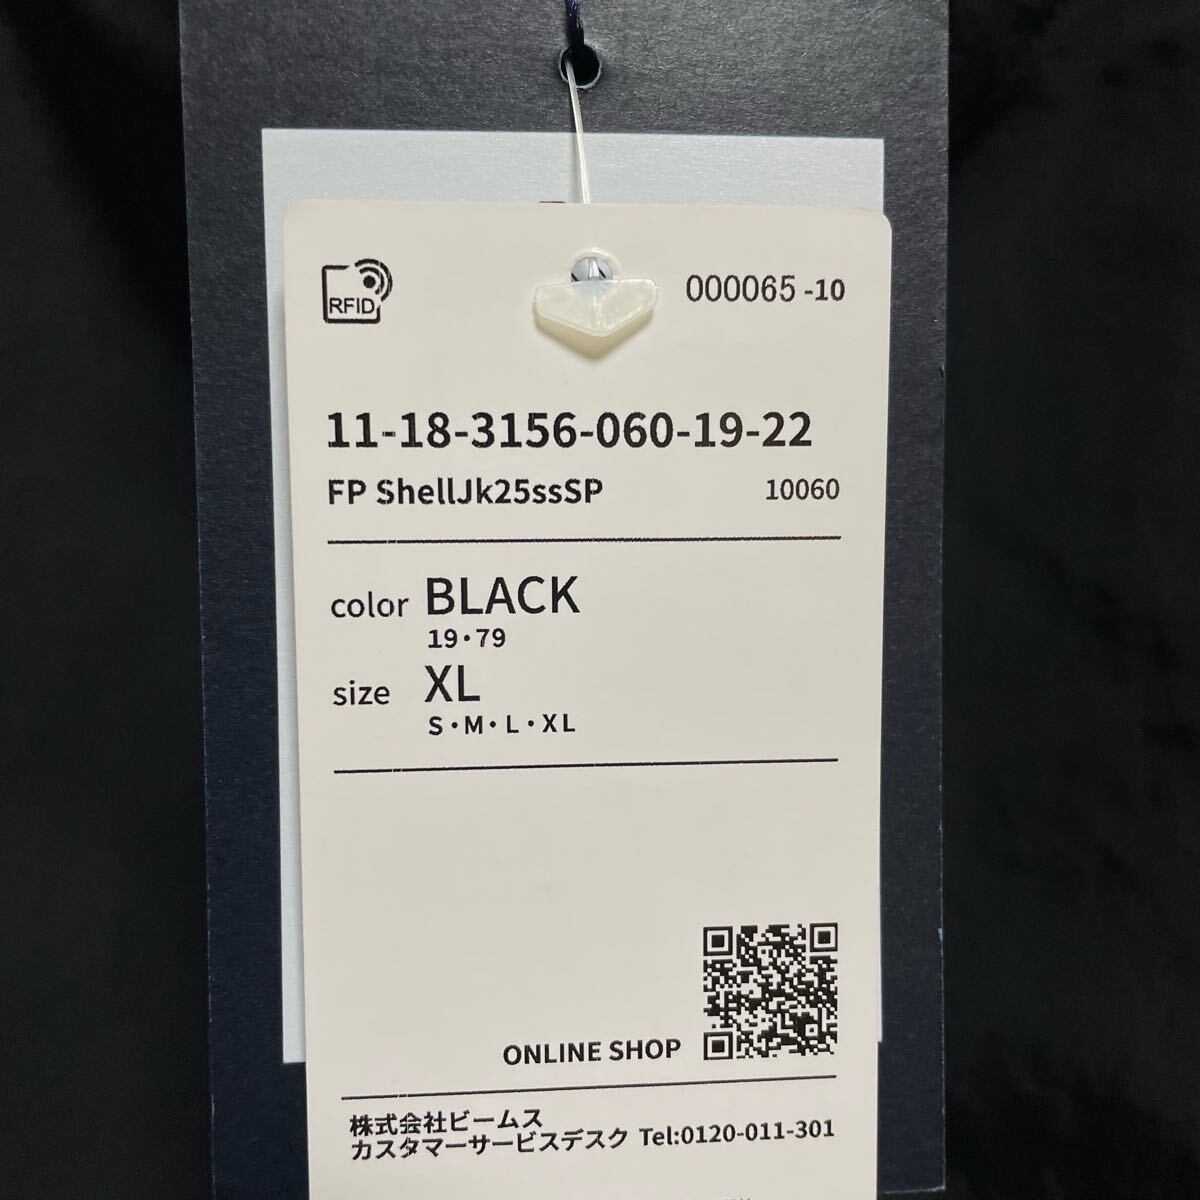 RFID
000065 -10
11-18-3156-060-19-22
FP ShellJk25ssSP 10060
color BLACK
19・79
size XL
S・M・L・XL
ONLINE SHOP
株式会社ビームス
カスタマーサービスデスク Tel:0120-011-301